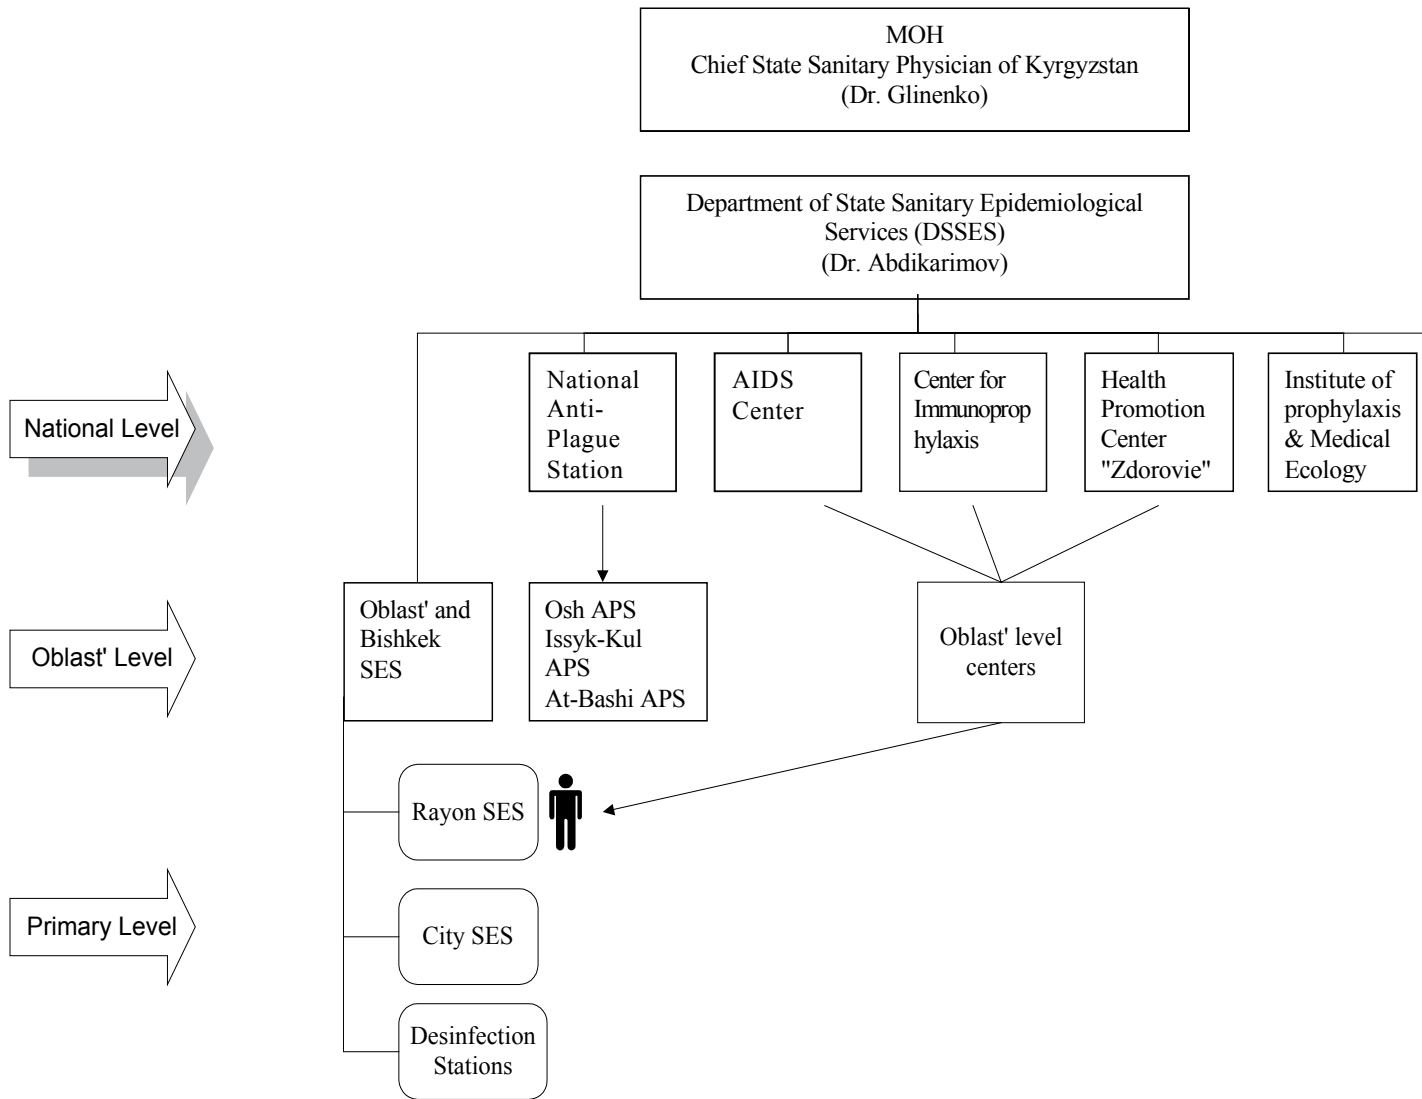 MOH
Chief State Sanitary Physician of Kyrgyzstan
(Dr. Glinenko)
Department of State Sanitary Epidemiological
Services (DSSES)
(Dr. Abdikarimov)
National Level
National
Anti-
Plague
Station
AIDS
Center
Center for
Immunoprop
hylaxis
Health
Promotion
Center
"Zdorovie"
Institute of
prophylaxis
& Medical
Ecology
Oblast' Level
Oblast' and
Bishkek
SES
Osh APS
Issyk-Kul
APS
At-Bashi APS
Oblast' level
centers
Rayon SES
Primary Level
City SES
Desinfection
Stations